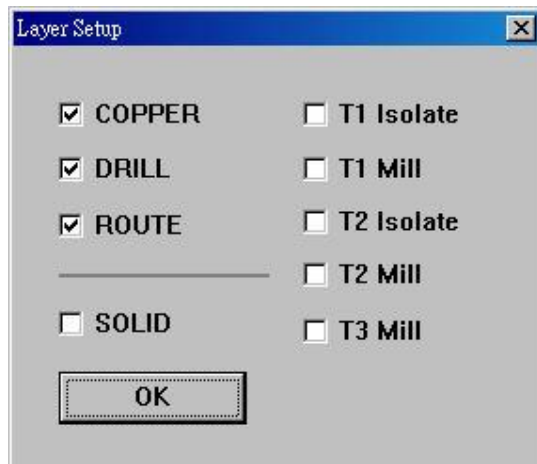 Layer Setup
COPPER
DRILL
ROUTE
SOLID
OK
T1 Isolate
T1 Mill
T2 Isolate
T2 Mill
T3 Mill